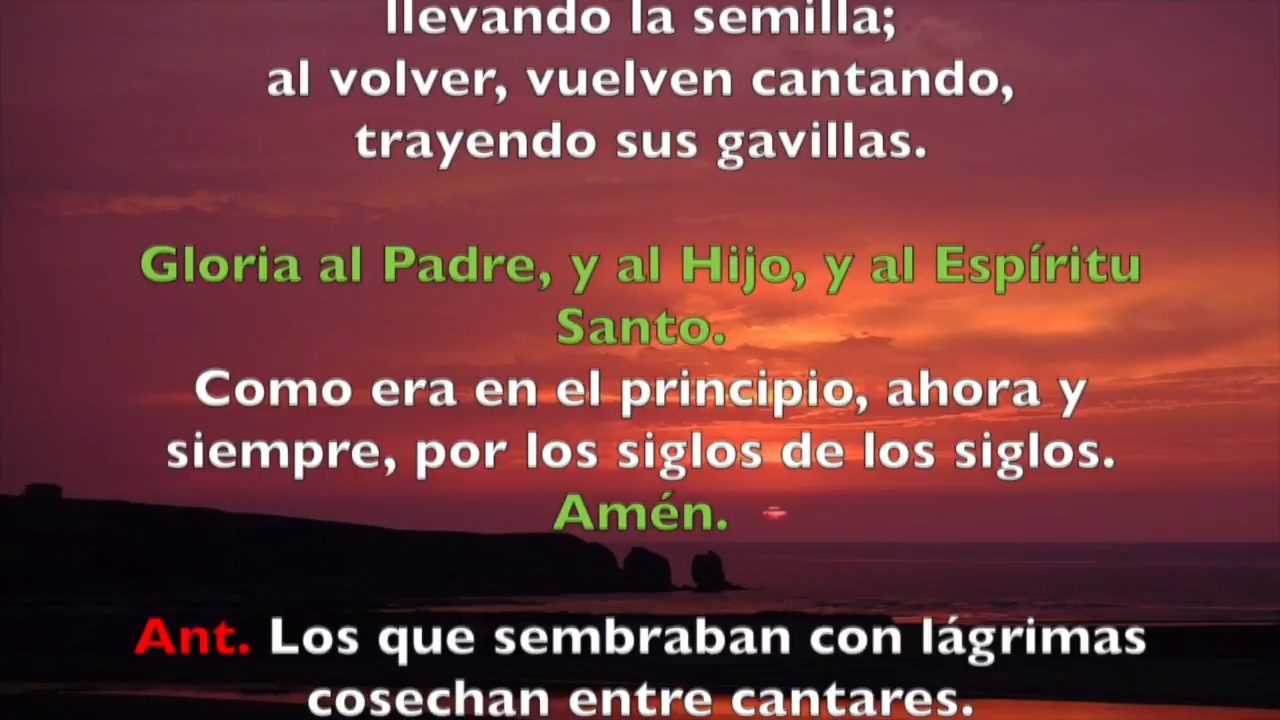 llevando la semilla;
al volver, vuelven cantando,
trayendo sus gavillas.
Gloria al Padre, y al Hijo, y al Espíritu
Santo.
Como era en el principio, ahora y
siempre, por los siglos de los siglos.
Amén.
Ant. Los que sembraban con lágrimas
cosechan entre cantares.